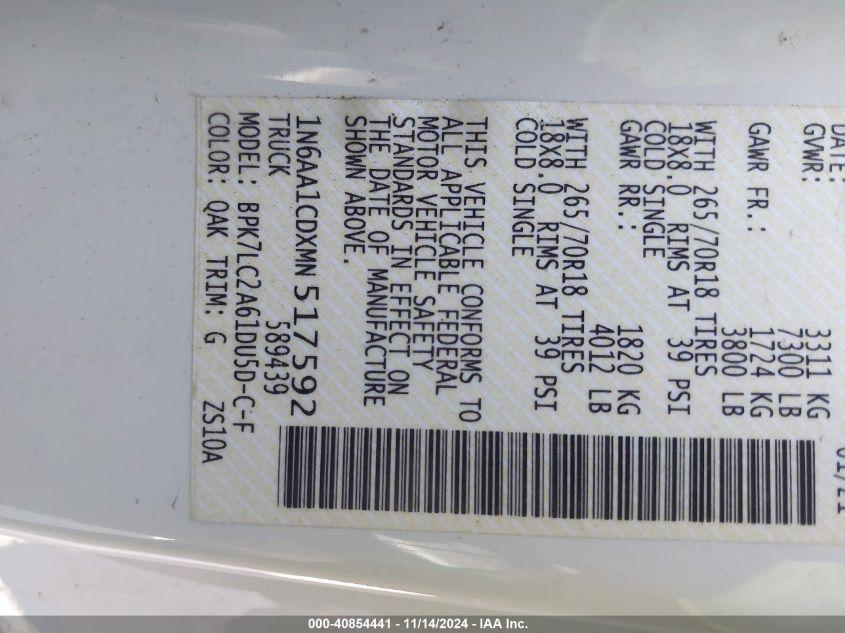 DATE: 01/21
GVWR: 3311 KG
7300 LB
GAWR FR.: 1724 KG
3800 LB
WITH 265/70R18 TIRES
18X8.0 RIMS AT 39 PSI
COLD SINGLE
GAWR RR.: 1820 KG
4012 LB
WITH 265/70R18 TIRES
18X8.0 RIMS AT 39 PSI
COLD SINGLE
THIS VEHICLE CONFORMS TO
ALL APPLICABLE FEDERAL
MOTOR VEHICLE SAFETY
STANDARDS IN EFFECT ON
THE DATE OF MANUFACTURE
SHOWN ABOVE.
1N6AA1CDXMN517592
TRUCK 589439
MODEL: BPK7LC2A61DU5D-C-F
COLOR: QAK TRIM: G ZS10A
000-40854441 - 11/14/2024 - IAA Inc.